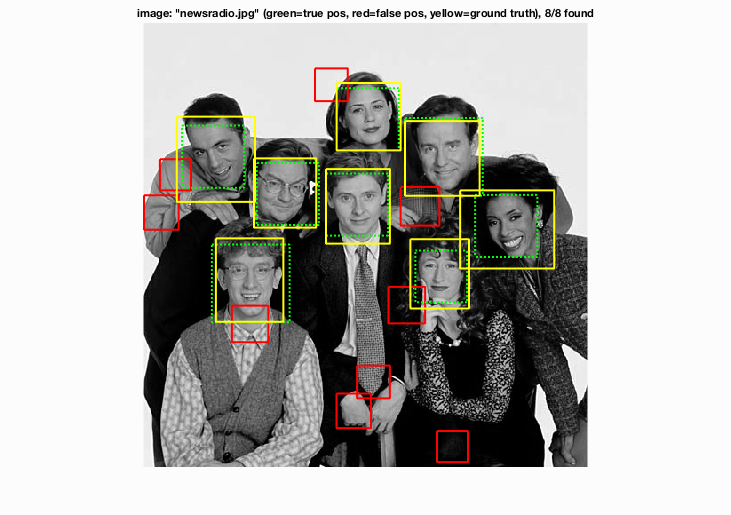 image: "newsradio.jpg" (green=true pos, red=false pos, yellow=ground truth), 8/8 found